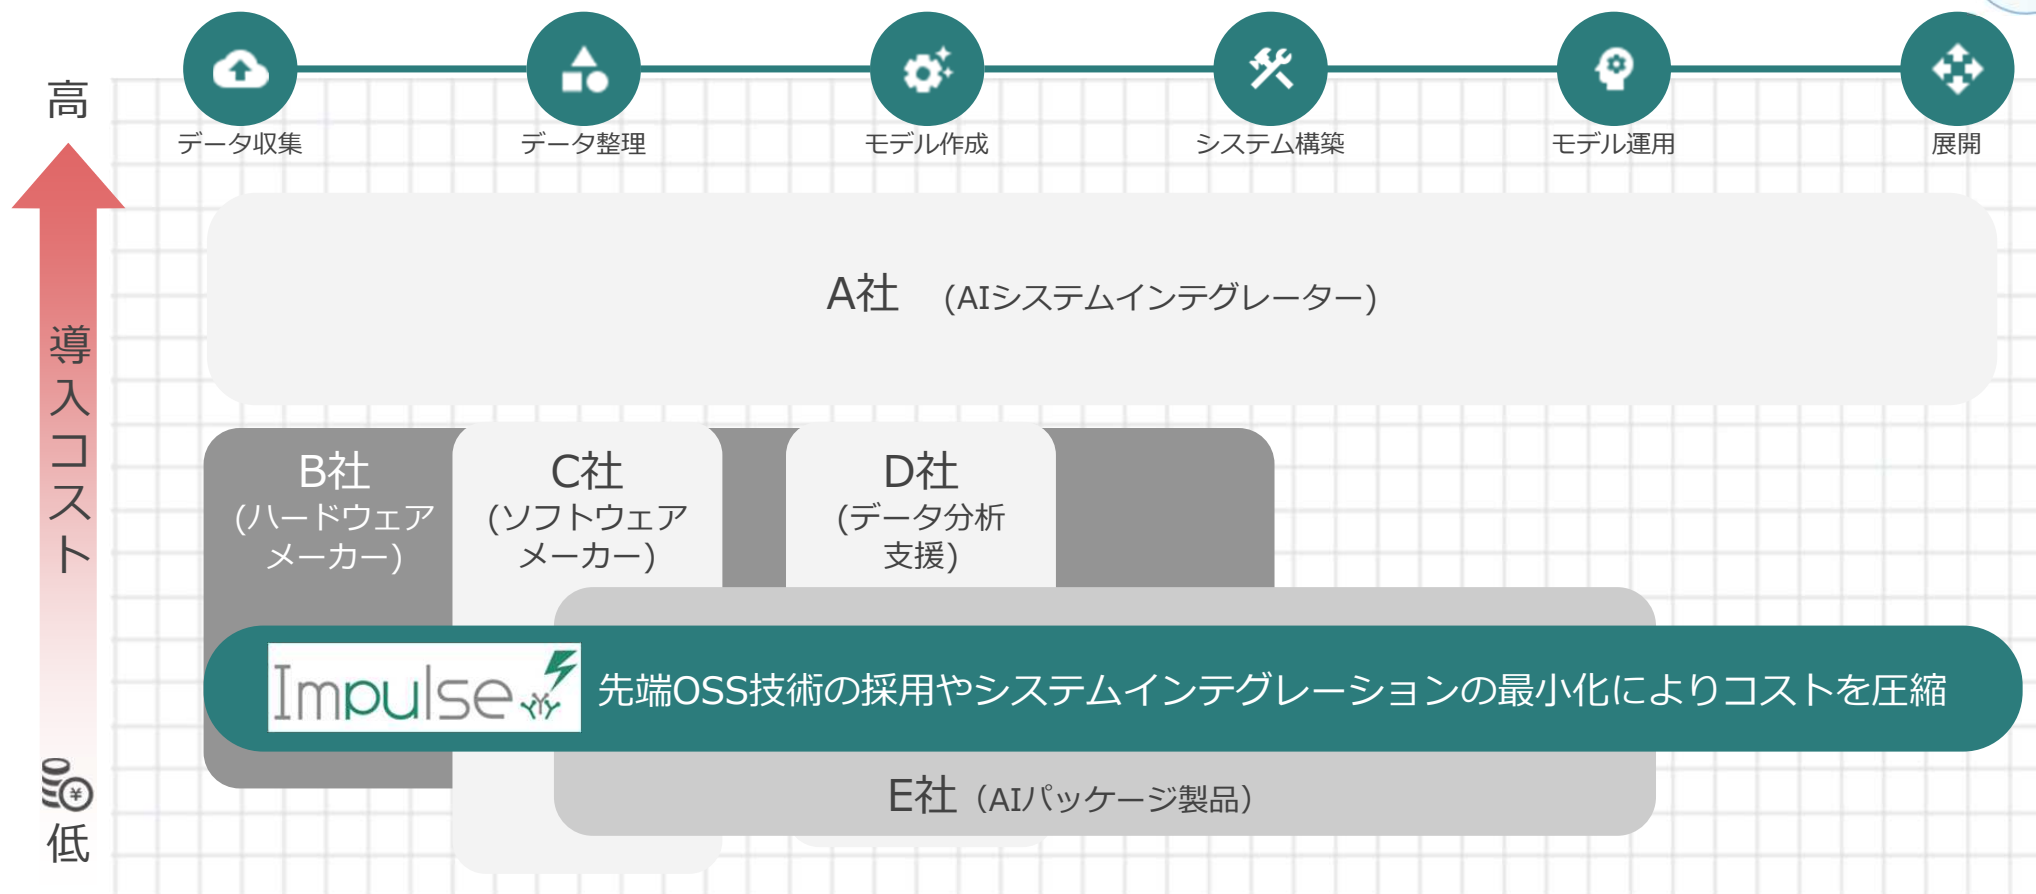 高
データ収集
データ整理
モデル作成
システム構築
モデル運用
展開
導入コスト
A社 (AIシステムインテグレーター)
B社
(ハードウェア
メーカー)
C社
(ソフトウェア
メーカー)
D社
(データ分析
支援)
Impulse
先端OSS技術の採用やシステムインテグレーションの最小化によりコストを圧縮
E社 (AIパッケージ製品)
¥
低